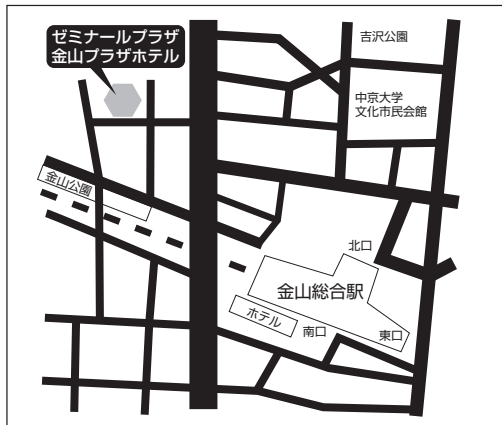 ゼミナールプラザ
金山プラザホテル
吉沢公園
中京大学
文化市民会館
金山公園
北口
金山総合駅
ホテル
南口
東口